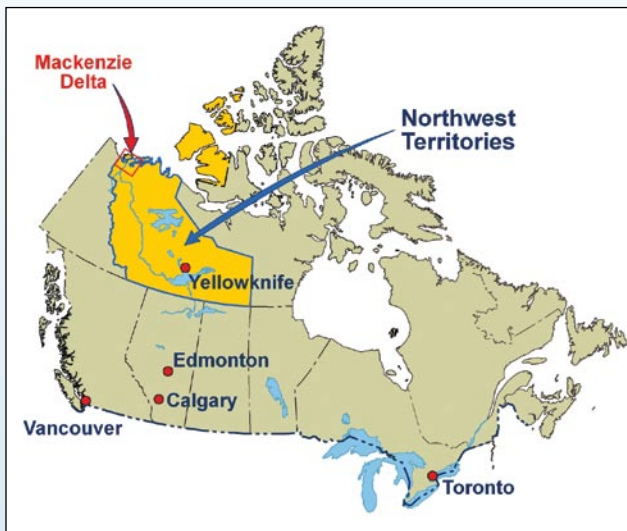 Mackenzie
Delta
Northwest
Territories
Yellowknife
Edmonton
Calgary
Vancouver
Toronto